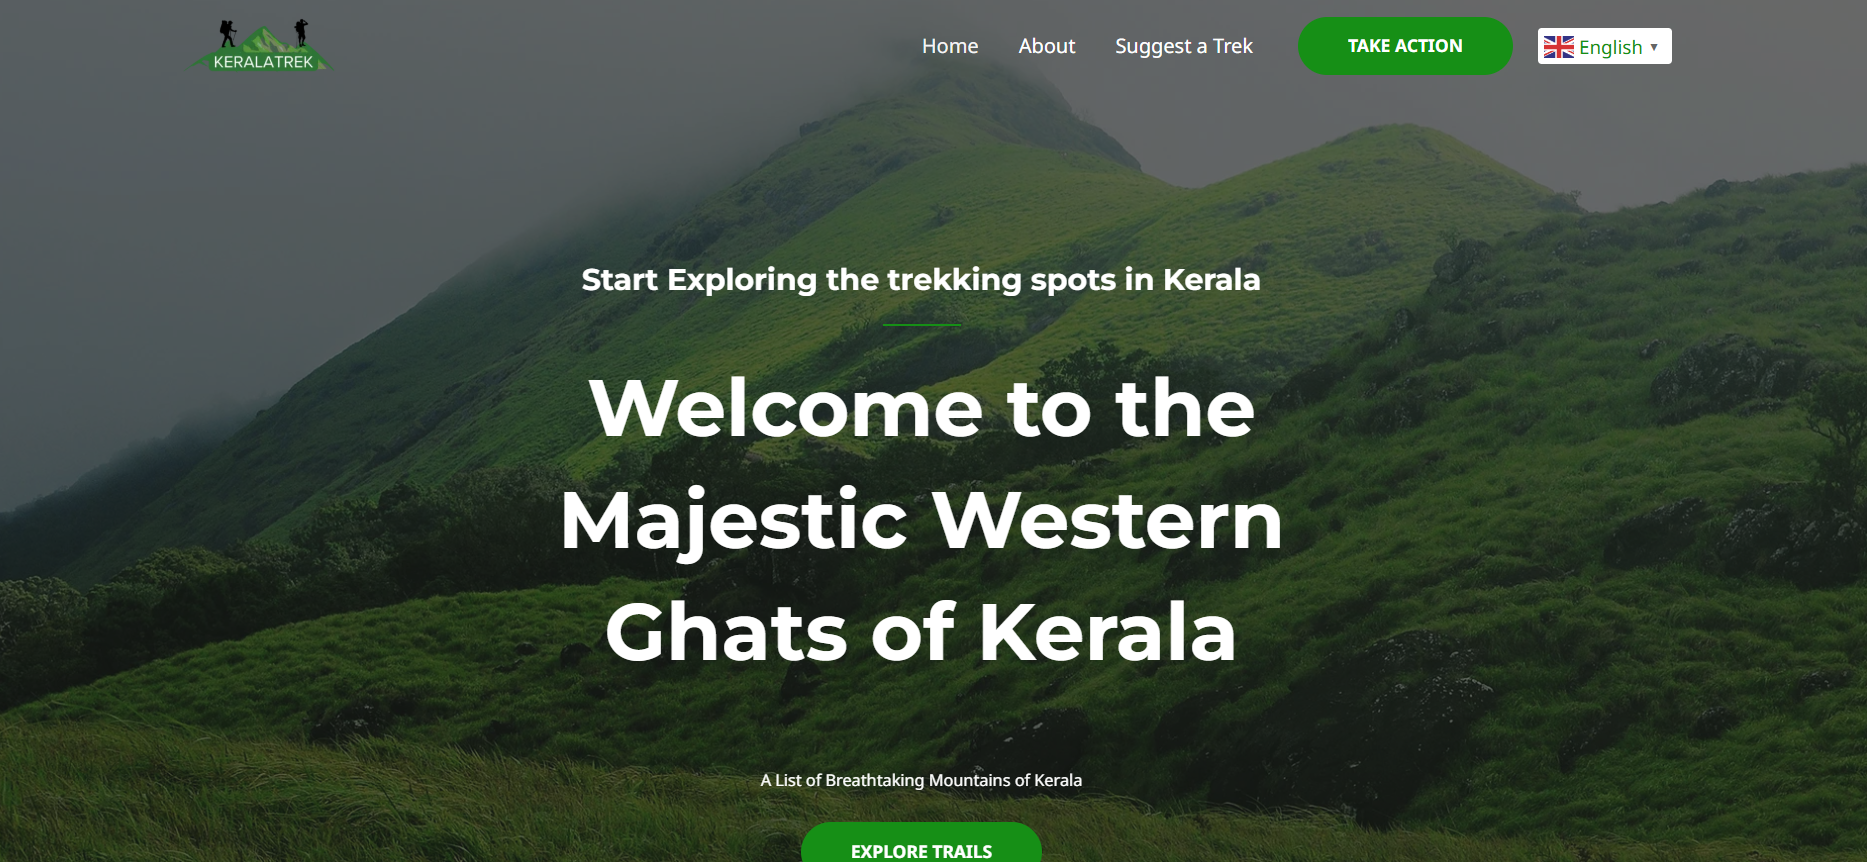 KERALATREK
Home
About
Suggest a Trek
TAKE ACTION
English
Start Exploring the trekking spots in Kerala
Welcome to the
Majestic Western
Ghats of Kerala
A List of Breathtaking Mountains of Kerala
EXPLORE TRAILS